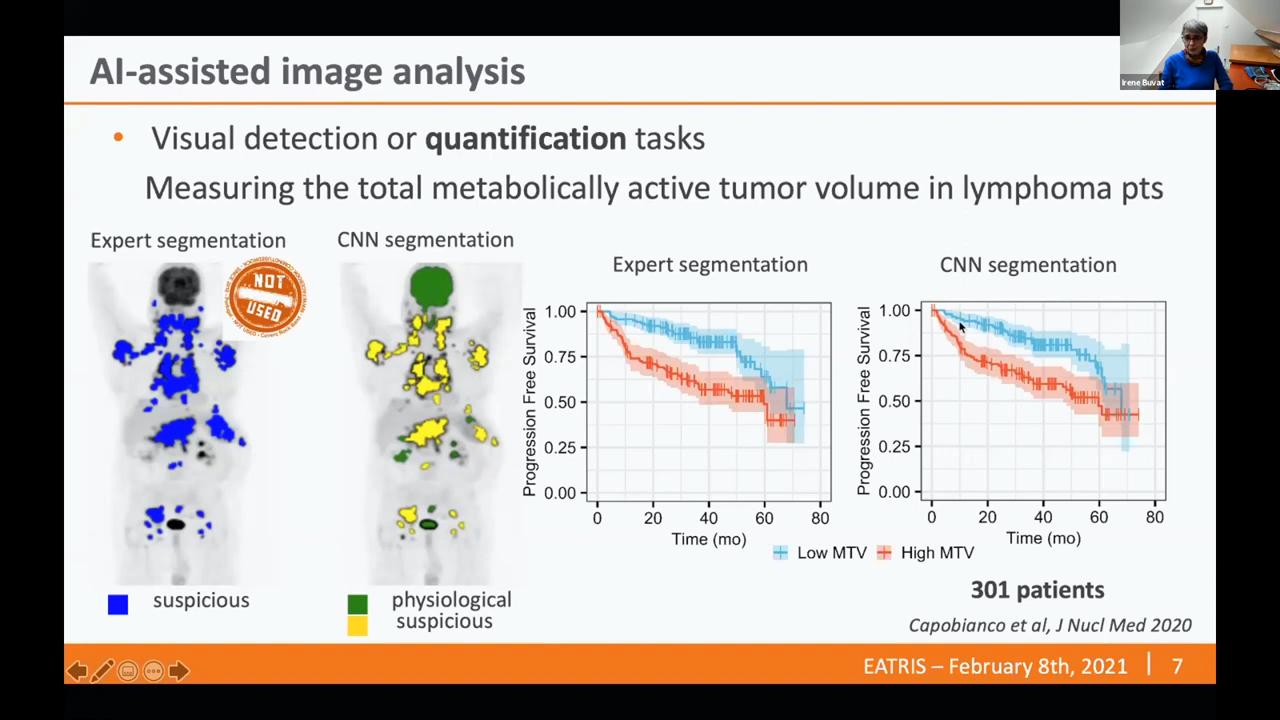 AI-assisted image analysis
Irene Buvat
• Visual detection or quantification tasks
Measuring the total metabolically active tumor volume in lymphoma pts
Expert segmentation
CNN segmentation
NOT
USED
suspicious
physiological
suspicious
Expert segmentation
Progression Free Survival
1.00
0.75
0.50
0.25
0.00
0 20 40 60 80
Time (mo)
CNN segmentation
Progression Free Survival
1.00
0.75
0.50
0.25
0.00
0 20 40 60 80
Time (mo)
Low MTV High MTV
301 patients
Capobianco et al, J Nucl Med 2020
EATRIS – February 8th, 2021 | 7